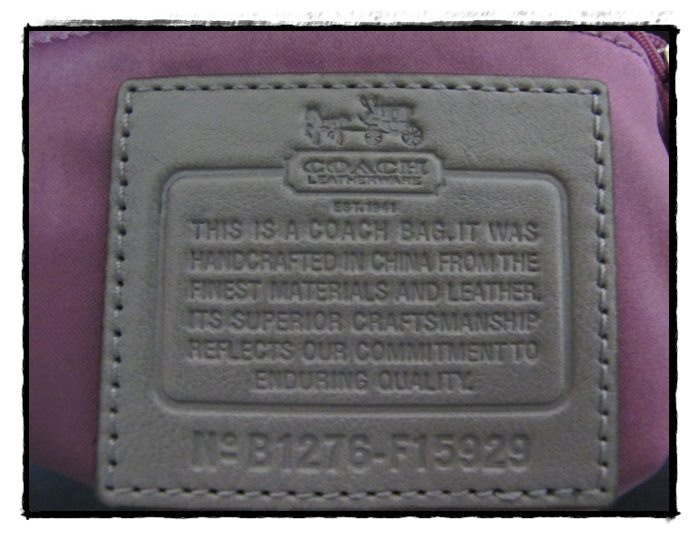 COACH
LEATHERWARE
EST. 1941
THIS IS A COACH BAG. IT WAS
HANDCRAFTED IN CHINA FROM THE
FINEST MATERIALS AND LEATHER.
ITS SUPERIOR CRAFTSMANSHIP
REFLECTS OUR COMMITMENT TO
ENDURING QUALITY.
Nº B1276-F15929